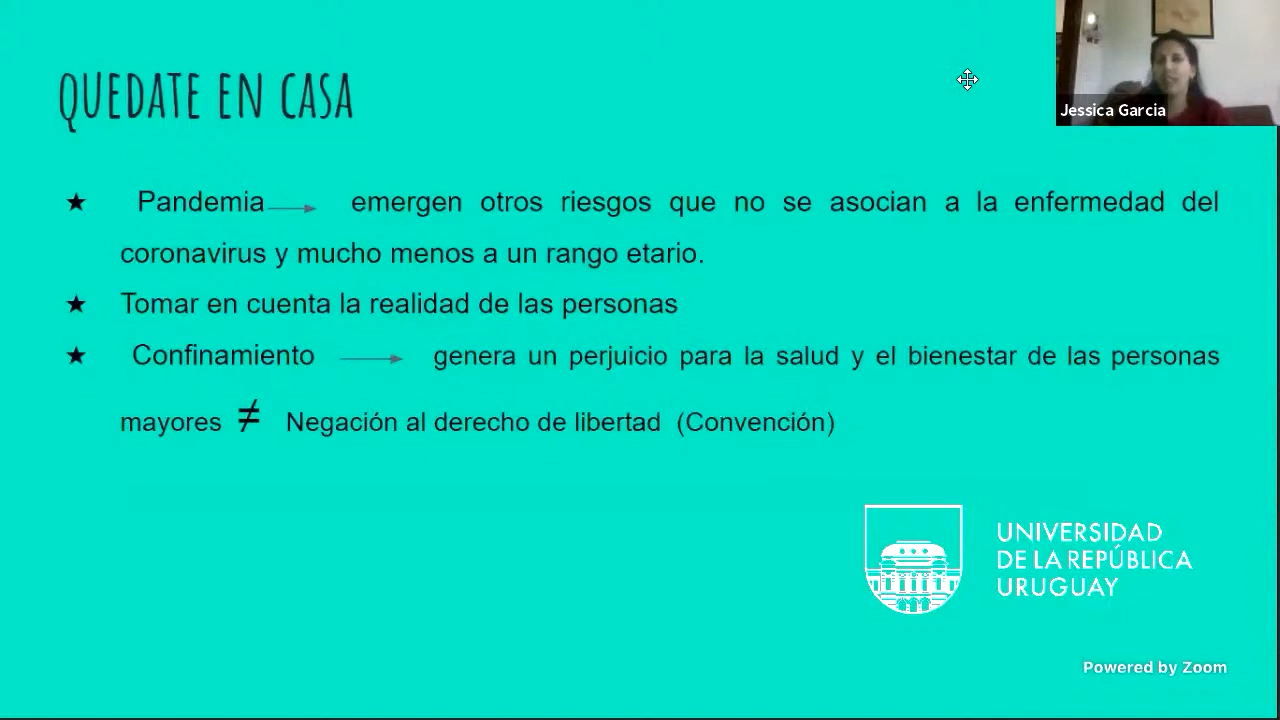 QUEDATE EN CASA
Jessica Garcia
★ Pandemia → emergen otros riesgos que no se asocian a la enfermedad del
coronavirus y mucho menos a un rango etario.
★ Tomar en cuenta la realidad de las personas
★ Confinamiento → genera un perjuicio para la salud y el bienestar de las personas
mayores ≠ Negación al derecho de libertad (Convención)
UNIVERSIDAD
DE LA REPÚBLICA
URUGUAY
Powered by Zoom